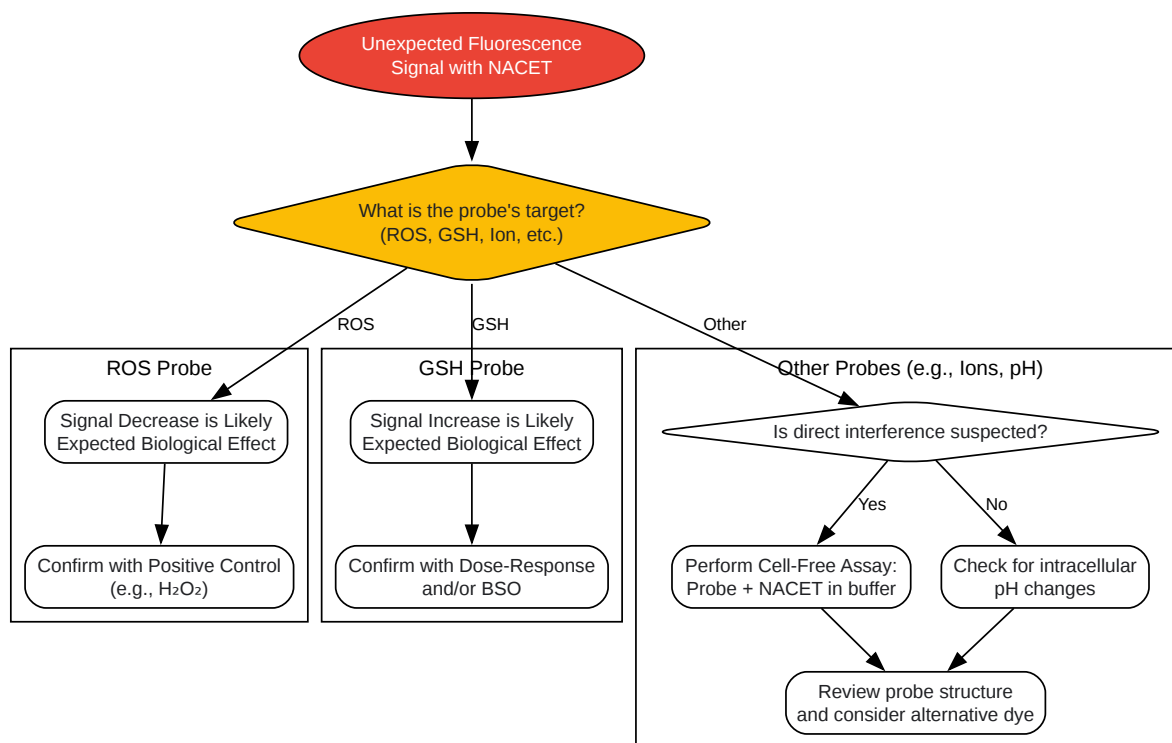 Unexpected Fluorescence
Signal with NACET
What is the probe's target?
(ROS, GSH, Ion, etc.)
ROS
GSH
Other
ROS Probe
Signal Decrease is Likely
Expected Biological Effect
Confirm with Positive Control
(e.g., H₂O₂)
GSH Probe
Signal Increase is Likely
Expected Biological Effect
Confirm with Dose-Response
and/or BSO
Other Probes (e.g., Ions, pH)
Is direct interference suspected?
Yes
No
Perform Cell-Free Assay:
Probe + NACET in buffer
Check for intracellular
pH changes
Review probe structure
and consider alternative dye